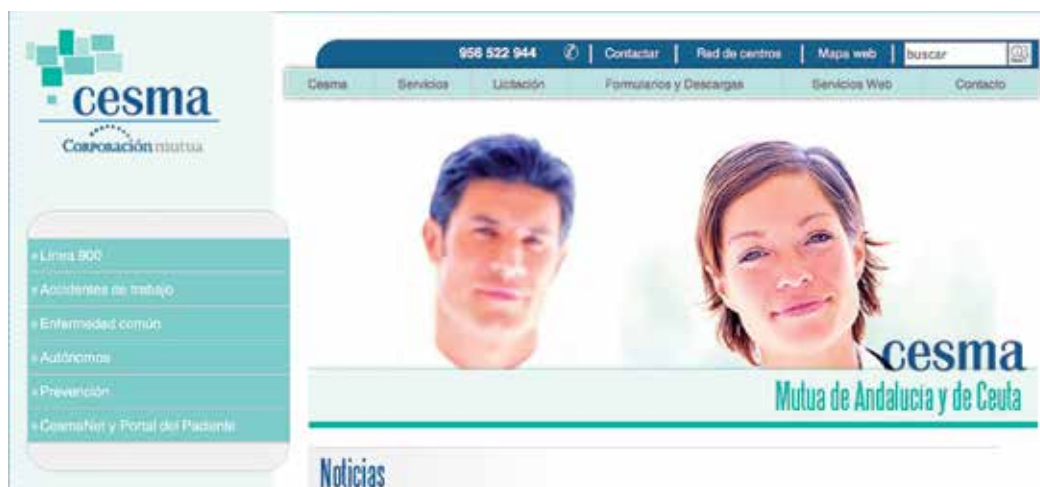 cesma
Corporación mutua
956 522 944 | Contactar | Red de centros | Mapa web | buscar
Cesma Servicios Licitación Formularios y Descargas Servicios Web Contacto
» Línea 900
» Accidentes de trabajo
» Enfermedad común
» Autónomos
» Prevención
» CesmaNet y Portal del Paciente
cesma
Mutua de Andalucía y de Ceuta
Noticias